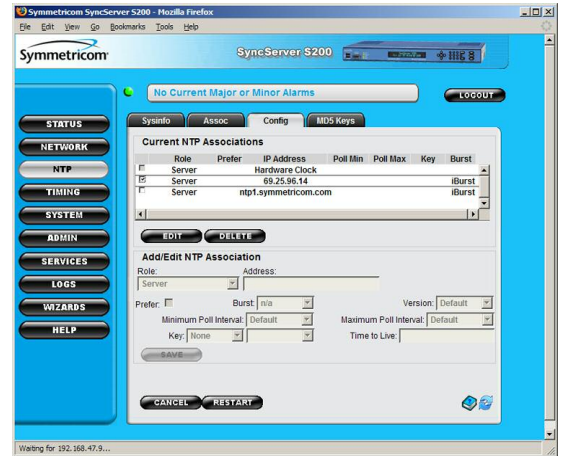 Symmetricom SyncServer S200 - Mozilla Firefox
File Edit View Go Bookmarks Tools Help
Symmetricom
SyncServer S200
No Current Major or Minor Alarms
LOGOUT
STATUS
NETWORK
NTP
TIMING
SYSTEM
ADMIN
SERVICES
LOGS
WIZARDS
HELP
Sysinfo Assoc Config MD5 Keys
Current NTP Associations
Role Prefer IP Address Poll Min Poll Max Key Burst
Server Hardware Clock
Server 69.25.96.14 iBurst
Server ntp1.symmetricom.com iBurst
EDIT DELETE
Add/Edit NTP Association
Role: Address:
Server
Prefer: Burst: n/a Version: Default
Minimum Poll Interval: Default Maximum Poll Interval: Default
Key: None Time to Live:
SAVE
CANCEL RESTART
Waiting for 192.168.47.9...